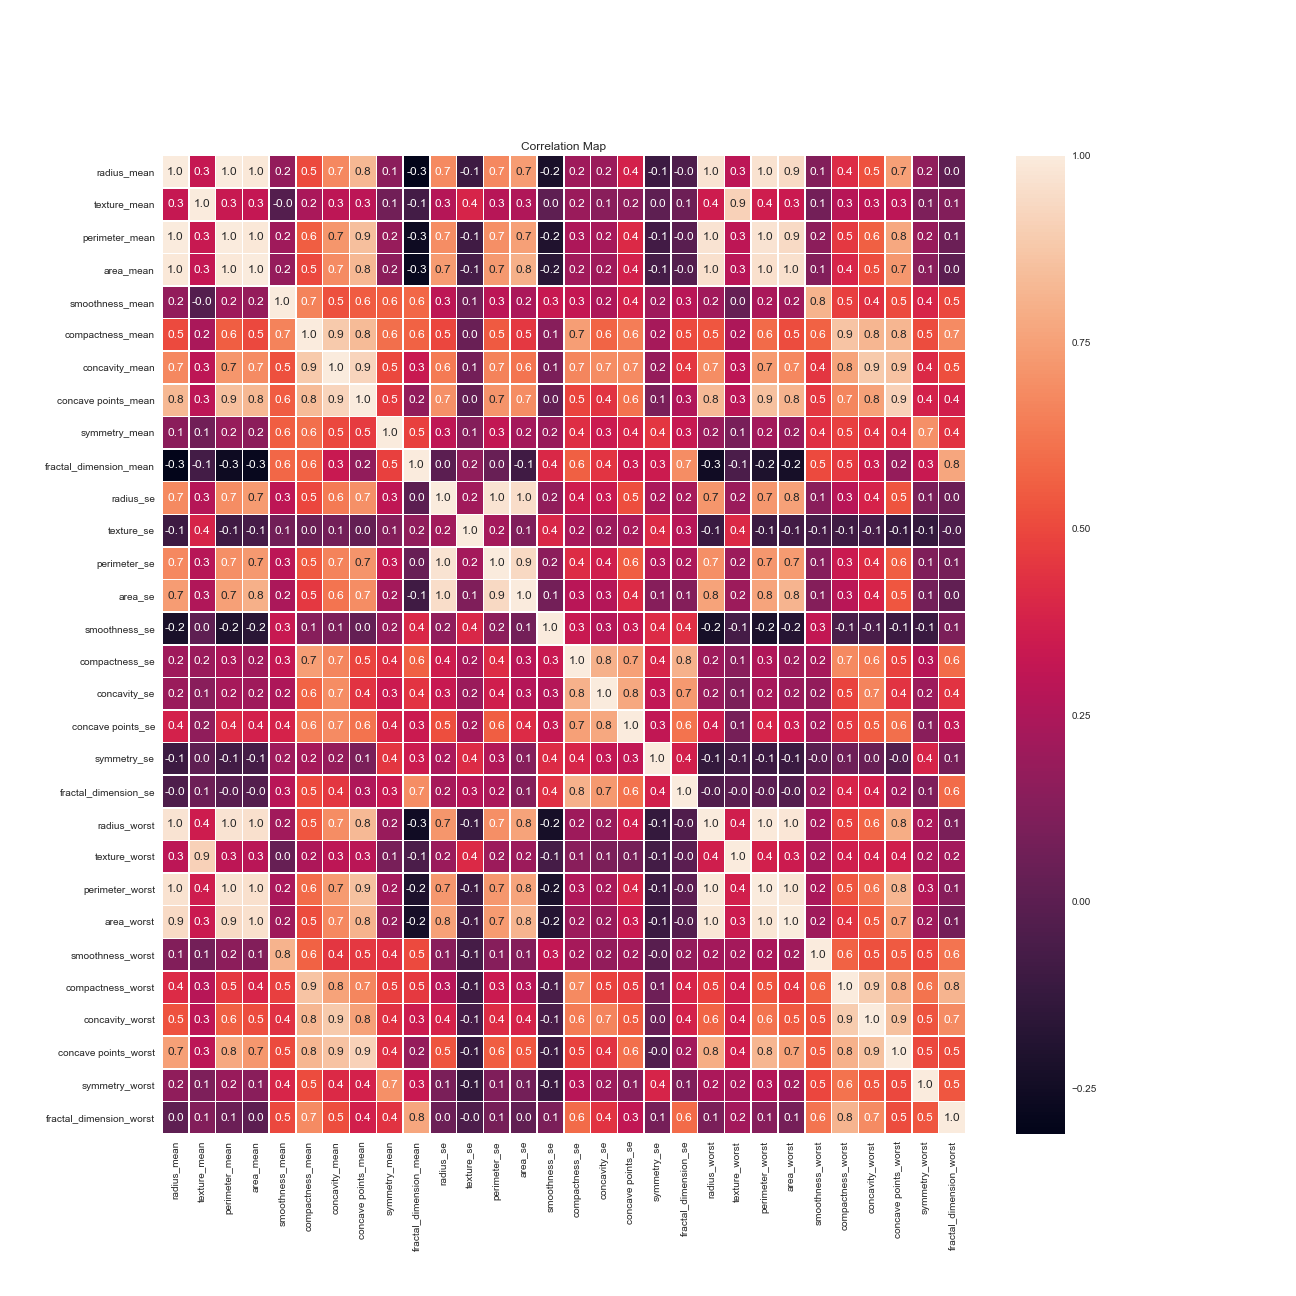 Correlation Map
radius_mean 1.0 0.3 1.0 1.0 0.2 0.5 0.7 0.8 0.1 -0.3 0.7 -0.1 0.7 0.7 -0.2 0.2 0.2 0.4 -0.1 -0.0 1.0 0.3 1.0 0.9 0.1 0.4 0.5 0.7 0.2 0.0
texture_mean 0.3 1.0 0.3 0.3 -0.0 0.2 0.3 0.3 0.1 -0.1 0.3 0.4 0.3 0.3 0.0 0.2 0.1 0.2 0.0 0.1 0.4 0.9 0.4 0.3 0.1 0.3 0.3 0.3 0.1 0.1
perimeter_mean 1.0 0.3 1.0 1.0 0.2 0.6 0.7 0.9 0.2 -0.3 0.7 -0.1 0.7 0.7 -0.2 0.3 0.2 0.4 -0.1 -0.0 1.0 0.3 1.0 0.9 0.2 0.5 0.6 0.8 0.2 0.1
area_mean 1.0 0.3 1.0 1.0 0.2 0.5 0.7 0.8 0.2 -0.3 0.7 -0.1 0.7 0.8 -0.2 0.2 0.2 0.4 -0.1 -0.0 1.0 0.3 1.0 1.0 0.1 0.4 0.5 0.7 0.1 0.0
smoothness_mean 0.2 -0.0 0.2 0.2 1.0 0.7 0.5 0.6 0.6 0.6 0.3 0.1 0.3 0.2 0.3 0.3 0.2 0.4 0.2 0.3 0.2 0.0 0.2 0.2 0.8 0.5 0.4 0.5 0.4 0.5
compactness_mean 0.5 0.2 0.6 0.5 0.7 1.0 0.9 0.8 0.6 0.6 0.5 0.0 0.5 0.5 0.1 0.7 0.6 0.6 0.2 0.5 0.5 0.2 0.6 0.5 0.6 0.9 0.8 0.8 0.5 0.7
concavity_mean 0.7 0.3 0.7 0.7 0.5 0.9 1.0 0.9 0.5 0.3 0.6 0.1 0.7 0.6 0.1 0.7 0.7 0.7 0.2 0.4 0.7 0.3 0.7 0.7 0.4 0.8 0.9 0.9 0.4 0.5
concave points_mean 0.8 0.3 0.9 0.8 0.6 0.8 0.9 1.0 0.5 0.2 0.7 0.0 0.7 0.7 0.0 0.5 0.4 0.6 0.1 0.3 0.8 0.3 0.9 0.8 0.5 0.7 0.8 0.9 0.4 0.4
symmetry_mean 0.1 0.1 0.2 0.2 0.6 0.6 0.5 0.5 1.0 0.5 0.3 0.1 0.3 0.2 0.2 0.4 0.3 0.4 0.4 0.3 0.2 0.1 0.2 0.2 0.4 0.5 0.4 0.4 0.7 0.4
fractal_dimension_mean -0.3 -0.1 -0.3 -0.3 0.6 0.6 0.3 0.2 0.5 1.0 0.0 0.2 0.0 -0.1 0.4 0.6 0.4 0.3 0.3 0.7 -0.3 -0.1 -0.2 -0.2 0.5 0.5 0.3 0.2 0.3 0.8
radius_se 0.7 0.3 0.7 0.7 0.3 0.5 0.6 0.7 0.3 0.0 1.0 0.2 1.0 1.0 0.2 0.4 0.3 0.5 0.2 0.2 0.7 0.2 0.7 0.8 0.1 0.3 0.4 0.5 0.1 0.0
texture_se -0.1 0.4 -0.1 -0.1 0.1 0.0 0.1 0.0 0.1 0.2 0.2 1.0 0.2 0.1 0.4 0.2 0.2 0.2 0.4 0.3 -0.1 0.4 -0.1 -0.1 -0.1 -0.1 -0.1 -0.1 -0.1 -0.0
perimeter_se 0.7 0.3 0.7 0.7 0.3 0.5 0.7 0.7 0.3 0.0 1.0 0.2 1.0 0.9 0.2 0.4 0.4 0.6 0.3 0.2 0.7 0.2 0.7 0.7 0.1 0.3 0.4 0.6 0.1 0.1
area_se 0.7 0.3 0.7 0.8 0.2 0.5 0.6 0.7 0.2 -0.1 1.0 0.1 0.9 1.0 0.1 0.3 0.3 0.4 0.1 0.1 0.8 0.2 0.8 0.8 0.1 0.3 0.4 0.5 0.1 0.0
smoothness_se -0.2 0.0 -0.2 -0.2 0.3 0.1 0.1 0.0 0.2 0.4 0.2 0.4 0.2 0.1 1.0 0.3 0.3 0.3 0.4 0.4 -0.2 -0.1 -0.2 -0.2 0.3 -0.1 -0.1 -0.1 -0.1 0.1
compactness_se 0.2 0.2 0.3 0.2 0.3 0.7 0.7 0.5 0.4 0.6 0.4 0.2 0.4 0.3 0.3 1.0 0.8 0.7 0.4 0.8 0.2 0.1 0.3 0.2 0.2 0.7 0.6 0.5 0.3 0.6
concavity_se 0.2 0.1 0.2 0.2 0.2 0.6 0.7 0.4 0.3 0.4 0.3 0.2 0.4 0.3 0.3 0.8 1.0 0.8 0.3 0.7 0.2 0.1 0.2 0.2 0.2 0.5 0.7 0.4 0.2 0.4
concave points_se 0.4 0.2 0.4 0.4 0.4 0.6 0.7 0.6 0.4 0.3 0.5 0.2 0.6 0.4 0.3 0.7 0.8 1.0 0.3 0.6 0.4 0.1 0.4 0.3 0.2 0.5 0.5 0.6 0.1 0.3
symmetry_se -0.1 0.0 -0.1 -0.1 0.2 0.2 0.2 0.1 0.4 0.3 0.2 0.4 0.3 0.1 0.4 0.4 0.3 0.3 1.0 0.4 -0.1 -0.1 -0.1 -0.1 -0.0 0.1 0.0 -0.0 0.4 0.1
fractal_dimension_se -0.0 0.1 -0.0 -0.0 0.3 0.5 0.4 0.3 0.3 0.7 0.2 0.3 0.2 0.1 0.4 0.8 0.7 0.6 0.4 1.0 -0.0 -0.0 -0.0 -0.0 0.2 0.4 0.4 0.2 0.1 0.6
radius_worst 1.0 0.4 1.0 1.0 0.2 0.5 0.7 0.8 0.2 -0.3 0.7 -0.1 0.7 0.8 -0.2 0.2 0.2 0.4 -0.1 -0.0 1.0 0.4 1.0 1.0 0.2 0.5 0.6 0.8 0.2 0.1
texture_worst 0.3 0.9 0.3 0.3 0.0 0.2 0.3 0.3 0.1 -0.1 0.2 0.4 0.2 0.2 -0.1 0.1 0.1 0.1 -0.1 -0.0 0.4 1.0 0.4 0.3 0.2 0.4 0.4 0.4 0.2 0.2
perimeter_worst 1.0 0.4 1.0 1.0 0.2 0.6 0.7 0.9 0.2 -0.2 0.7 -0.1 0.7 0.8 -0.2 0.3 0.2 0.4 -0.1 -0.0 1.0 0.4 1.0 1.0 0.2 0.5 0.6 0.8 0.3 0.1
area_worst 0.9 0.3 0.9 1.0 0.2 0.5 0.7 0.8 0.2 -0.2 0.8 -0.1 0.7 0.8 -0.2 0.2 0.2 0.3 -0.1 -0.0 1.0 0.3 1.0 1.0 0.2 0.4 0.5 0.7 0.2 0.1
smoothness_worst 0.1 0.1 0.2 0.1 0.8 0.6 0.4 0.5 0.4 0.5 0.1 -0.1 0.1 0.1 0.3 0.2 0.2 0.2 -0.0 0.2 0.2 0.2 0.2 0.2 1.0 0.6 0.5 0.5 0.5 0.6
compactness_worst 0.4 0.3 0.5 0.4 0.5 0.9 0.8 0.7 0.5 0.5 0.3 -0.1 0.3 0.3 -0.1 0.7 0.5 0.5 0.1 0.4 0.5 0.4 0.5 0.4 0.6 1.0 0.9 0.8 0.6 0.8
concavity_worst 0.5 0.3 0.6 0.5 0.4 0.8 0.9 0.8 0.4 0.3 0.4 -0.1 0.4 0.4 -0.1 0.6 0.7 0.5 0.0 0.4 0.6 0.4 0.6 0.5 0.5 0.9 1.0 0.9 0.5 0.7
concave points_worst 0.7 0.3 0.8 0.7 0.5 0.8 0.9 0.9 0.4 0.2 0.5 -0.1 0.6 0.5 -0.1 0.5 0.4 0.6 -0.0 0.2 0.8 0.4 0.8 0.7 0.5 0.8 0.9 1.0 0.5 0.5
symmetry_worst 0.2 0.1 0.2 0.1 0.4 0.5 0.4 0.4 0.7 0.3 0.1 -0.1 0.1 0.1 -0.1 0.3 0.2 0.1 0.4 0.1 0.2 0.2 0.3 0.2 0.5 0.6 0.5 0.5 1.0 0.5
fractal_dimension_worst 0.0 0.1 0.1 0.0 0.5 0.7 0.5 0.4 0.4 0.8 0.0 -0.0 0.1 0.0 0.1 0.6 0.4 0.3 0.1 0.6 0.1 0.2 0.1 0.1 0.6 0.8 0.7 0.5 0.5 1.0
radius_mean
texture_mean
perimeter_mean
area_mean
smoothness_mean
compactness_mean
concavity_mean
concave points_mean
symmetry_mean
fractal_dimension_mean
radius_se
texture_se
perimeter_se
area_se
smoothness_se
compactness_se
concavity_se
concave points_se
symmetry_se
fractal_dimension_se
radius_worst
texture_worst
perimeter_worst
area_worst
smoothness_worst
compactness_worst
concavity_worst
concave points_worst
symmetry_worst
fractal_dimension_worst
1.00
0.75
0.50
0.25
0.00
−0.25